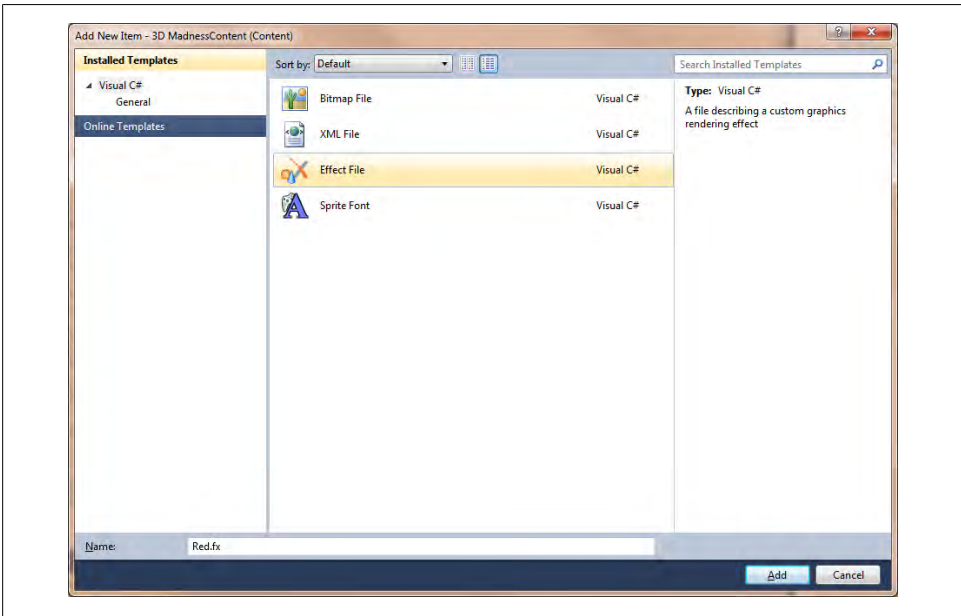 Add New Item - 3D MadnessContent (Content)
Installed Templates
Visual C#
General
Online Templates
Sort by: Default
Bitmap File Visual C#
XML File Visual C#
Effect File Visual C#
Sprite Font Visual C#
Search Installed Templates
Type: Visual C#
A file describing a custom graphics
rendering effect
Name: Red.fx
Add Cancel